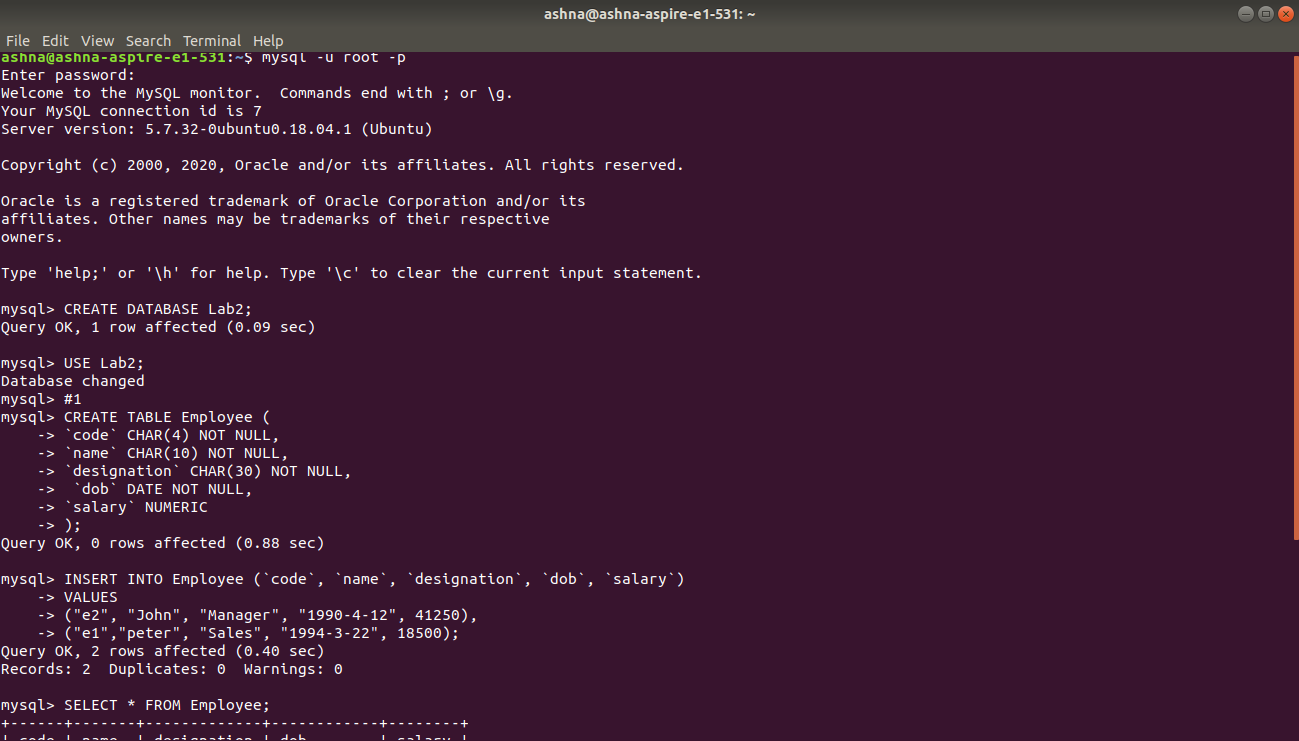 ashna@ashna-aspire-e1-531: ~
File Edit View Search Terminal Help
ashna@ashna-aspire-e1-531:~$ mysql -u root -p
Enter password:
Welcome to the MySQL monitor.  Commands end with ; or \g.
Your MySQL connection id is 7
Server version: 5.7.32-0ubuntu0.18.04.1 (Ubuntu)
Copyright (c) 2000, 2020, Oracle and/or its affiliates. All rights reserved.
Oracle is a registered trademark of Oracle Corporation and/or its
affiliates. Other names may be trademarks of their respective
owners.
Type 'help;' or '\h' for help. Type '\c' to clear the current input statement.
mysql> CREATE DATABASE Lab2;
Query OK, 1 row affected (0.09 sec)
mysql> USE Lab2;
Database changed
mysql> #1
mysql> CREATE TABLE Employee (
    -> `code` CHAR(4) NOT NULL,
    -> `name` CHAR(10) NOT NULL,
    -> `designation` CHAR(30) NOT NULL,
    ->  `dob` DATE NOT NULL,
    -> `salary` NUMERIC
    -> );
Query OK, 0 rows affected (0.88 sec)
mysql> INSERT INTO Employee (`code`, `name`, `designation`, `dob`, `salary`)
    -> VALUES
    -> ("e2", "John", "Manager", "1990-4-12", 41250),
    -> ("e1","peter", "Sales", "1994-3-22", 18500);
Query OK, 2 rows affected (0.40 sec)
Records: 2  Duplicates: 0  Warnings: 0
mysql> SELECT * FROM Employee;
+------+-------+-------------+------------+--------+
| code | name  | designation | dob        | salary |